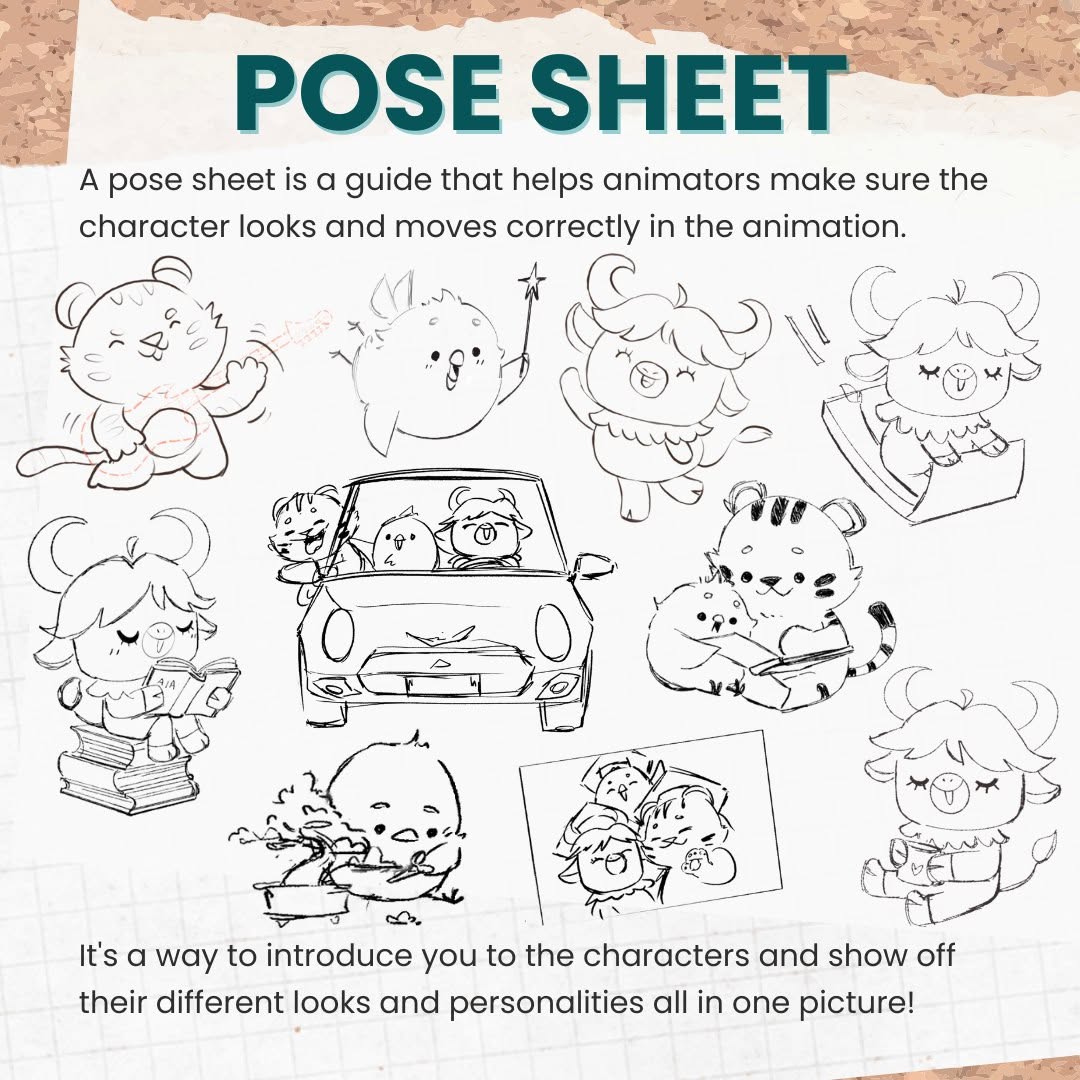 POSE SHEET
A pose sheet is a guide that helps animators make sure the
character looks and moves correctly in the animation.
It's a way to introduce you to the characters and show off
their different looks and personalities all in one picture!